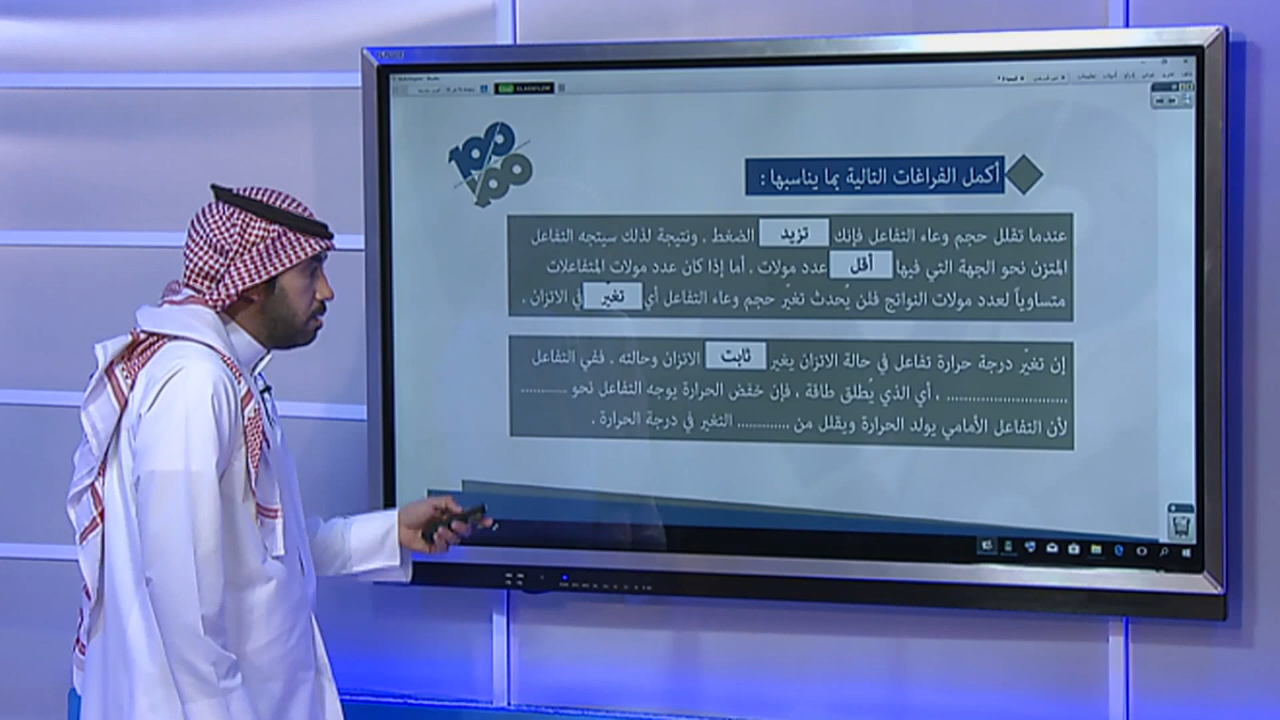 CLASSFLOW
100
100
أكمل الفراغات التالية بما يناسبها :
عندما تقلل حجم وعاء التفاعل فإنك تزيد الضغط . ونتيجة لذلك سيتجه التفاعل
المتزن نحو الجهة التي فيها أقل عدد مولات . أما إذا كان عدد مولات المتفاعلات
متساوياً لعدد مولات النواتج فلن يُحدث تغيّر حجم وعاء التفاعل أي تغيّر في الاتزان .
إن تغيّر درجة حرارة تفاعل في حالة الاتزان يغير ثابت الاتزان وحالته . ففي التفاعل
............................ ، أي الذي يُطلق طاقة ، فإن خفض الحرارة يوجه التفاعل نحو ...........
لأن التفاعل الأمامي يولد الحرارة ويقلل من ............. التغير في درجة الحرارة .